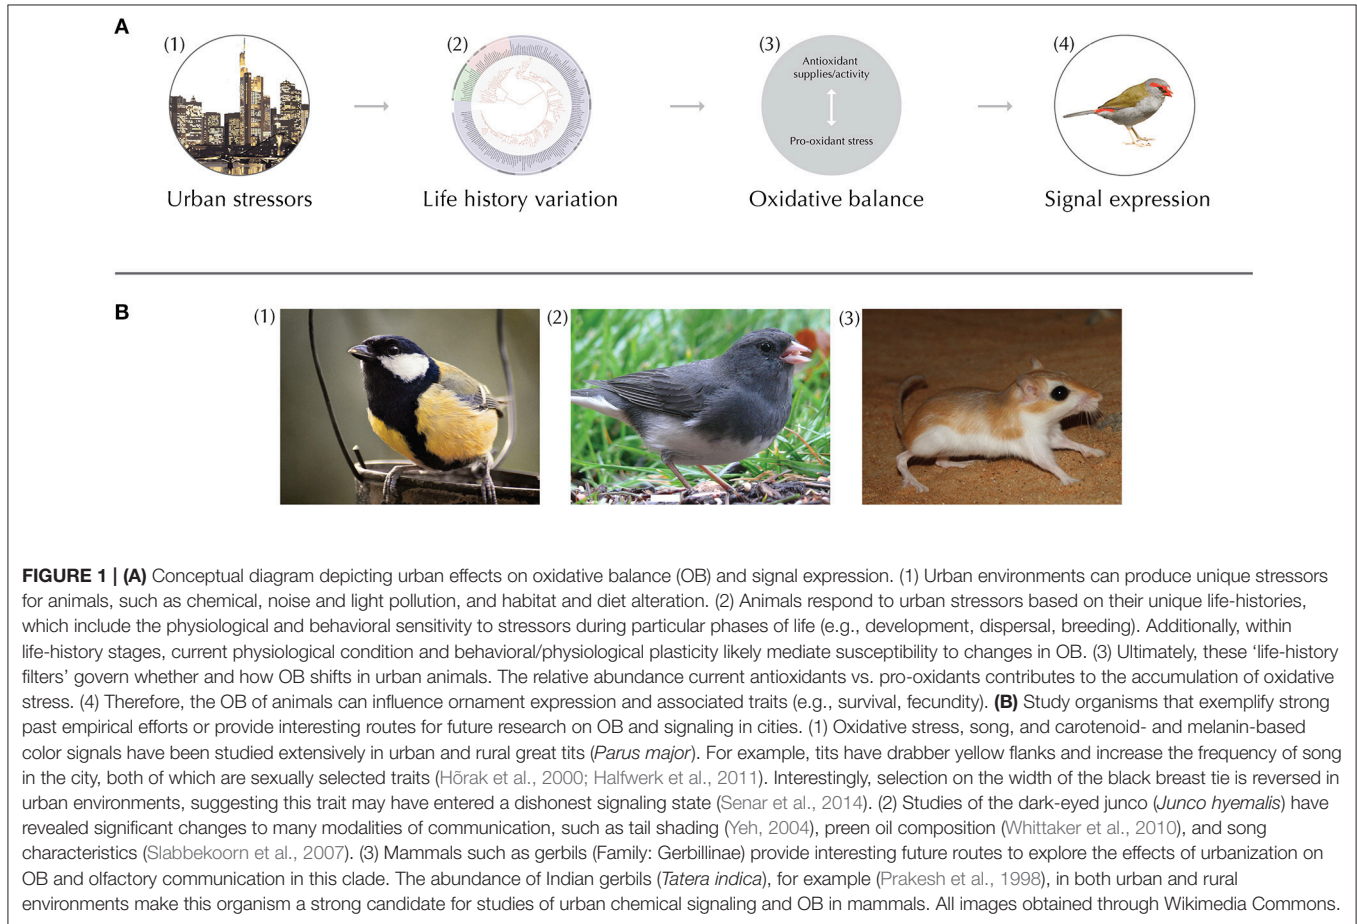 A
(1)
(2)
(3)
(4)
Antioxidant
supplies/activity
Pro-oxidant stress
Urban stressors
Life history variation
Oxidative balance
Signal expression
B
(1)
(2)
(3)
FIGURE 1 | (A) Conceptual diagram depicting urban effects on oxidative balance (OB) and signal expression. (1) Urban environments can produce unique stressors
for animals, such as chemical, noise and light pollution, and habitat and diet alteration. (2) Animals respond to urban stressors based on their unique life-histories,
which include the physiological and behavioral sensitivity to stressors during particular phases of life (e.g., development, dispersal, breeding). Additionally, within
life-history stages, current physiological condition and behavioral/physiological plasticity likely mediate susceptibility to changes in OB. (3) Ultimately, these ‘life-history
filters’ govern whether and how OB shifts in urban animals. The relative abundance current antioxidants vs. pro-oxidants contributes to the accumulation of oxidative
stress. (4) Therefore, the OB of animals can influence ornament expression and associated traits (e.g., survival, fecundity). (B) Study organisms that exemplify strong
past empirical efforts or provide interesting routes for future research on OB and signaling in cities. (1) Oxidative stress, song, and carotenoid- and melanin-based
color signals have been studied extensively in urban and rural great tits (Parus major). For example, tits have drabber yellow flanks and increase the frequency of song
in the city, both of which are sexually selected traits (Hõrak et al., 2000; Halfwerk et al., 2011). Interestingly, selection on the width of the black breast tie is reversed in
urban environments, suggesting this trait may have entered a dishonest signaling state (Senar et al., 2014). (2) Studies of the dark-eyed junco (Junco hyemalis) have
revealed significant changes to many modalities of communication, such as tail shading (Yeh, 2004), preen oil composition (Whittaker et al., 2010), and song
characteristics (Slabbekoorn et al., 2007). (3) Mammals such as gerbils (Family: Gerbillinae) provide interesting future routes to explore the effects of urbanization on
OB and olfactory communication in this clade. The abundance of Indian gerbils (Tatera indica), for example (Prakesh et al., 1998), in both urban and rural
environments make this organism a strong candidate for studies of urban chemical signaling and OB in mammals. All images obtained through Wikimedia Commons.